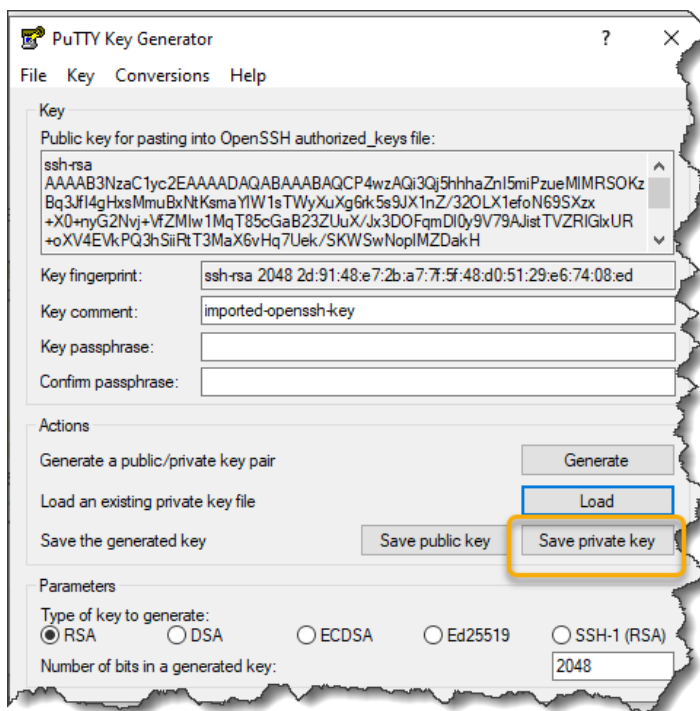 PuTTY Key Generator ? ×
File Key Conversions Help
Key
Public key for pasting into OpenSSH authorized_keys file:
ssh-rsa
AAAAB3NzaC1yc2EAAAADAQABAAABAQCP4wzAQi3Qj5hhhaZnI5miPzueMIMRSOKz
Bq3JfI4gHxsMmuBxNtKsmaYIW1sTWyXuXg6rk5s9JX1nZ/32OLX1efoN69SXzx
+X0+nyG2Nvj+VfZMIw1MqT85cGaB23ZUuX/Jx3DOFqmDI0y9V79AJistTVZRIGlxUR
+oXV4EVkPQ3hSiiRtT3MaX6vHq7Uek/SKWSwNopIMZDakH
Key fingerprint: ssh-rsa 2048 2d:91:48:e7:2b:a7:7f:5f:48:d0:51:29:e6:74:08:ed
Key comment: imported-openssh-key
Key passphrase:
Confirm passphrase:
Actions
Generate a public/private key pair Generate
Load an existing private key file Load
Save the generated key Save public key Save private key
Parameters
Type of key to generate:
RSA DSA ECDSA Ed25519 SSH-1 (RSA)
Number of bits in a generated key: 2048